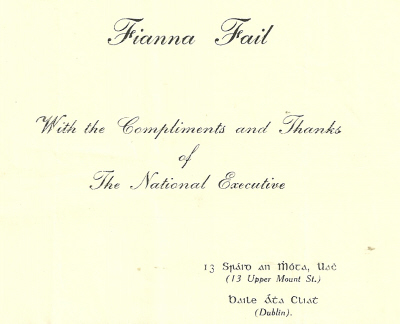 Fianna Fail
With the Compliments and Thanks
of
The National Executive
13 Sráid an Ṁóta, Uaċ
(13 Upper Mount St.)
Baile Áṫa Cliaṫ
(Dublin).